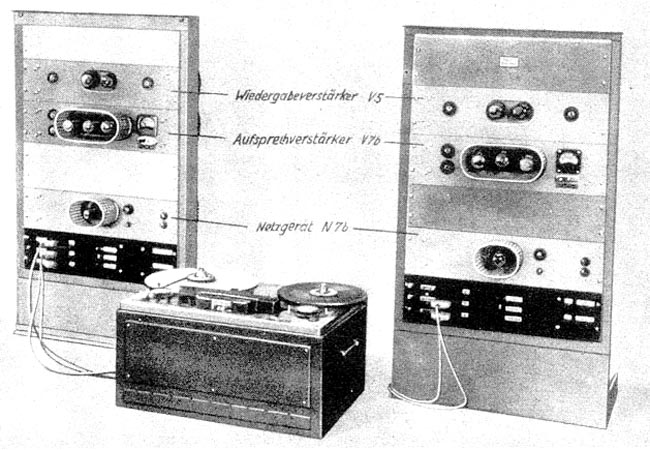 Wiedergabeverstärker V5
Aufsprechverstärker V7b
Netzgerät N7b